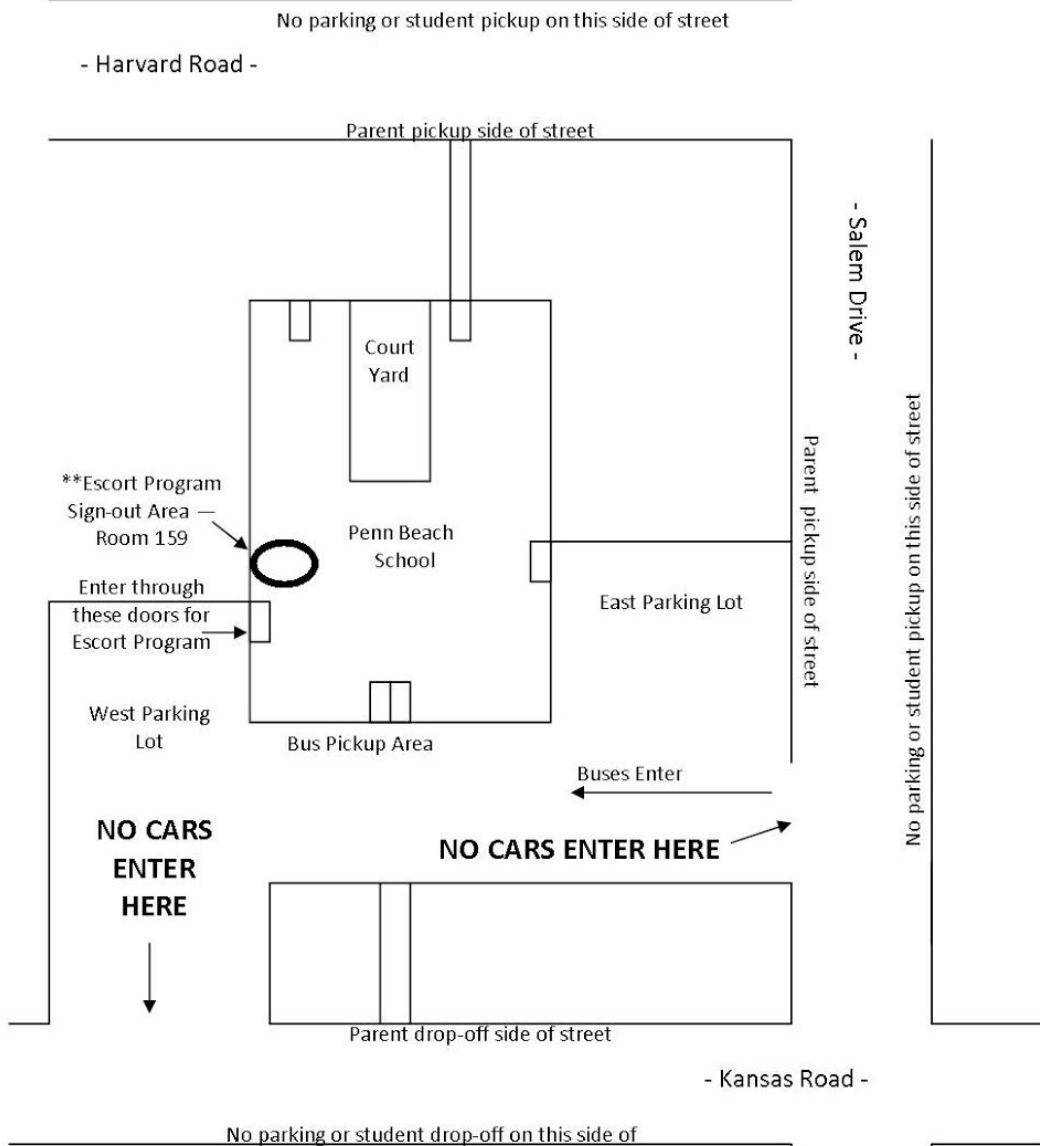 No parking or student pickup on this side of street
- Harvard Road -
Parent pickup side of street
- Salem Drive -
Court
Yard
No parking or student pickup on this side of street
Parent pickup side of street
**Escort Program
Sign-out Area —
Room 159
Penn Beach
School
Enter through
these doors for
Escort Program
East Parking Lot
West Parking
Lot
Bus Pickup Area
Buses Enter
NO CARS
ENTER
HERE
NO CARS ENTER HERE
Parent drop-off side of street
- Kansas Road -
No parking or student drop-off on this side of